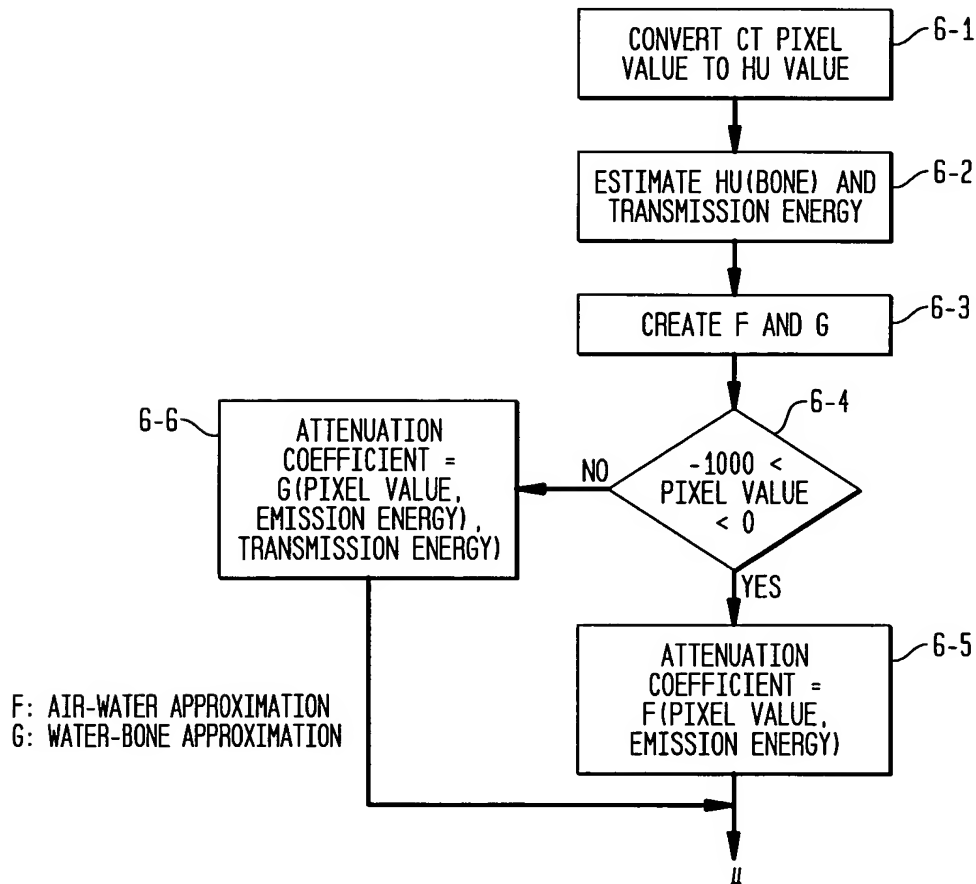 CONVERT CT PIXEL
VALUE TO HU VALUE
6-1
ESTIMATE HU(BONE) AND
TRANSMISSION ENERGY
6-2
CREATE F AND G
6-3
-1000 <
PIXEL VALUE
< 0
6-4
NO
YES
6-6
ATTENUATION
COEFFICIENT =
G(PIXEL VALUE,
EMISSION ENERGY),
TRANSMISSION ENERGY)
ATTENUATION
COEFFICIENT =
F(PIXEL VALUE,
EMISSION ENERGY)
6-5
F: AIR-WATER APPROXIMATION
G: WATER-BONE APPROXIMATION
μ